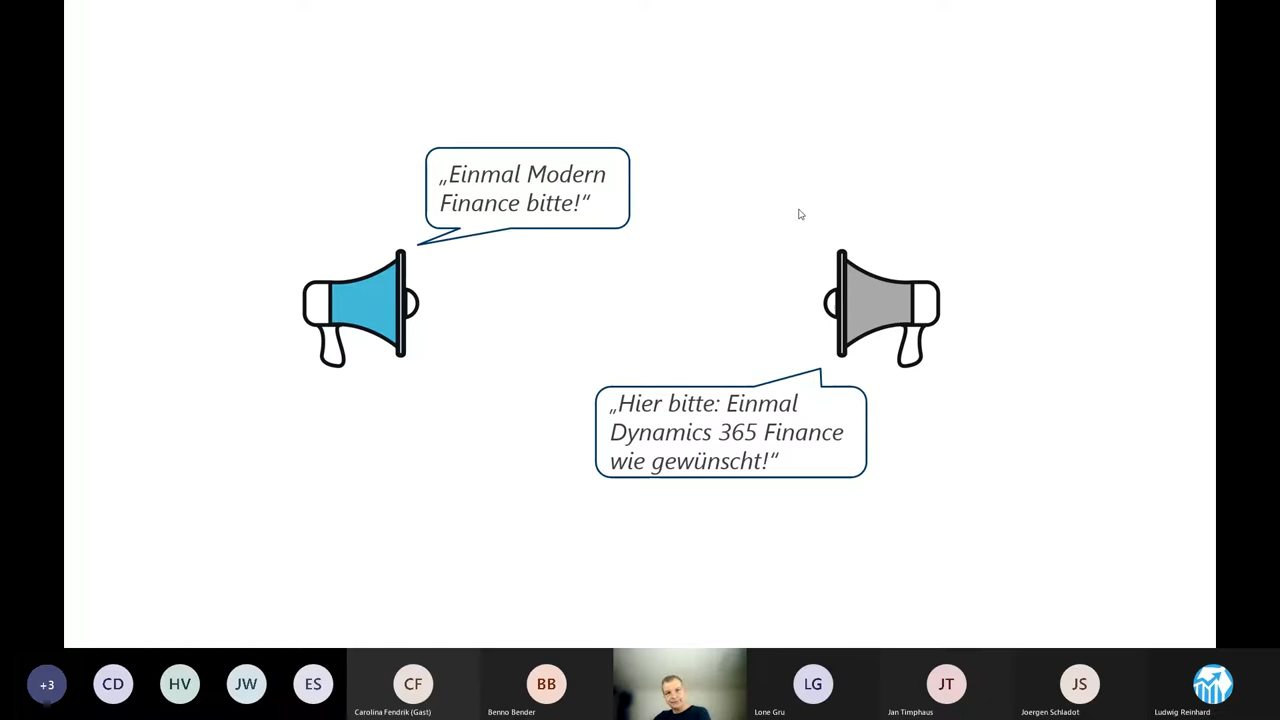 „Einmal Modern
Finance bitte!“
„Hier bitte: Einmal
Dynamics 365 Finance
wie gewünscht!“
+3
CD
HV
JW
ES
CF
BB
LG
JT
JS
Carolina Fendrik (Gast)
Benno Bender
Lone Gru
Jan Timphaus
Joergen Schladot
Ludwig Reinhard